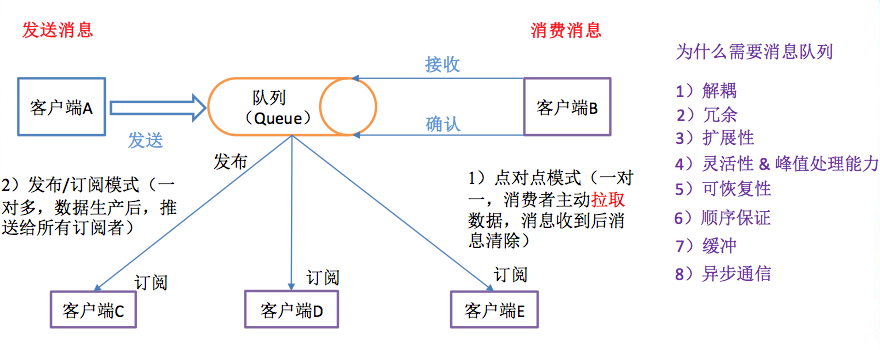 发送消息
消费消息
为什么需要消息队列
客户端A
发送
队列
（Queue）
接收
确认
客户端B
1）解耦
2）冗余
3）扩展性
4）灵活性 & 峰值处理能力
5）可恢复性
6）顺序保证
7）缓冲
8）异步通信
发布
2）发布/订阅模式（一
对多，数据生产后，推
送给所有订阅者）
1）点对点模式（一对
一，消费者主动拉取
数据，消息收到后消
息清除）
订阅
订阅
订阅
客户端C
客户端D
客户端E